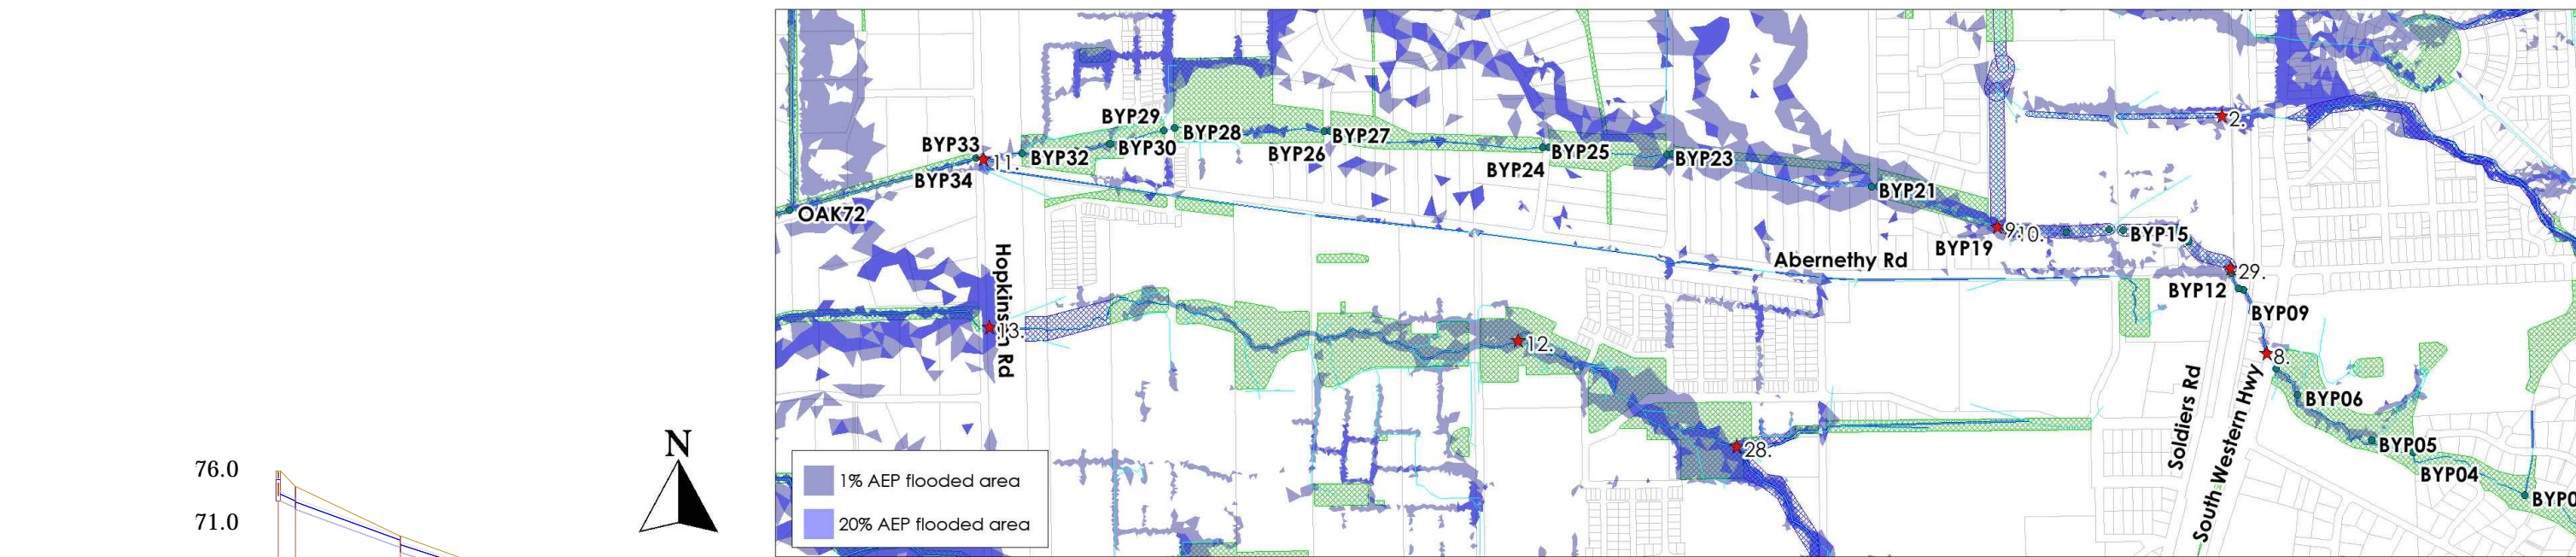 76.0
71.0
N
BYP33
11.
BYP34
OAK72
BYP32
BYP29
BYP30
BYP28
BYP26
BYP27
BYP24
BYP25
BYP23
BYP21
BYP19
9.
10.
BYP15
2.
29.
BYP12
BYP09
8.
BYP06
BYP05
BYP04
Abernethy Rd
13.
12.
28.
Soldiers Rd
South Western Hwy
1% AEP flooded area
20% AEP flooded area